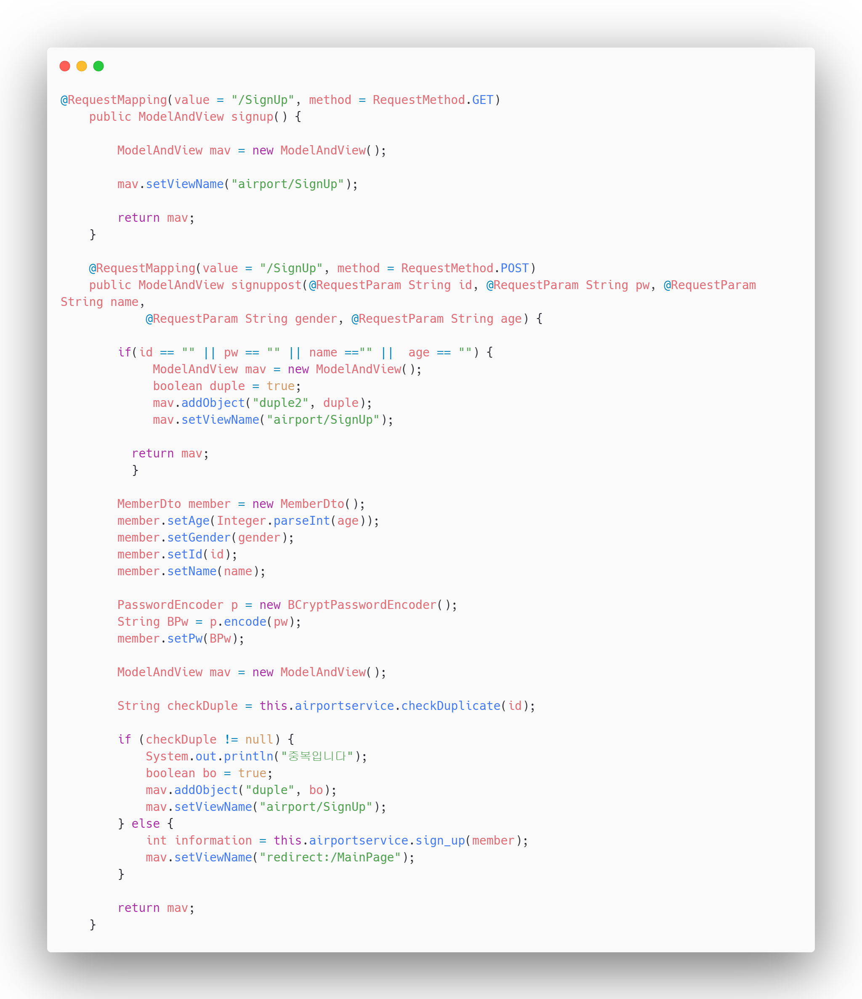 @RequestMapping(value = "/SignUp", method = RequestMethod.GET)
    public ModelAndView signup() {

        ModelAndView mav = new ModelAndView();

        mav.setViewName("airport/SignUp");

        return mav;
    }

    @RequestMapping(value = "/SignUp", method = RequestMethod.POST)
    public ModelAndView signuppost(@RequestParam String id, @RequestParam String pw, @RequestParam
String name,
            @RequestParam String gender, @RequestParam String age) {

        if(id == "" || pw == "" || name =="" ||  age == "") {
             ModelAndView mav = new ModelAndView();
             boolean duple = true;
             mav.addObject("duple2", duple);
             mav.setViewName("airport/SignUp");

          return mav;
          }

        MemberDto member = new MemberDto();
        member.setAge(Integer.parseInt(age));
        member.setGender(gender);
        member.setId(id);
        member.setName(name);

        PasswordEncoder p = new BCryptPasswordEncoder();
        String BPw = p.encode(pw);
        member.setPw(BPw);

        ModelAndView mav = new ModelAndView();

        String checkDuple = this.airportservice.checkDuplicate(id);

        if (checkDuple != null) {
            System.out.println("중복입니다");
            boolean bo = true;
            mav.addObject("duple", bo);
            mav.setViewName("airport/SignUp");
        } else {
            int information = this.airportservice.sign_up(member);
            mav.setViewName("redirect:/MainPage");
        }

        return mav;
    }